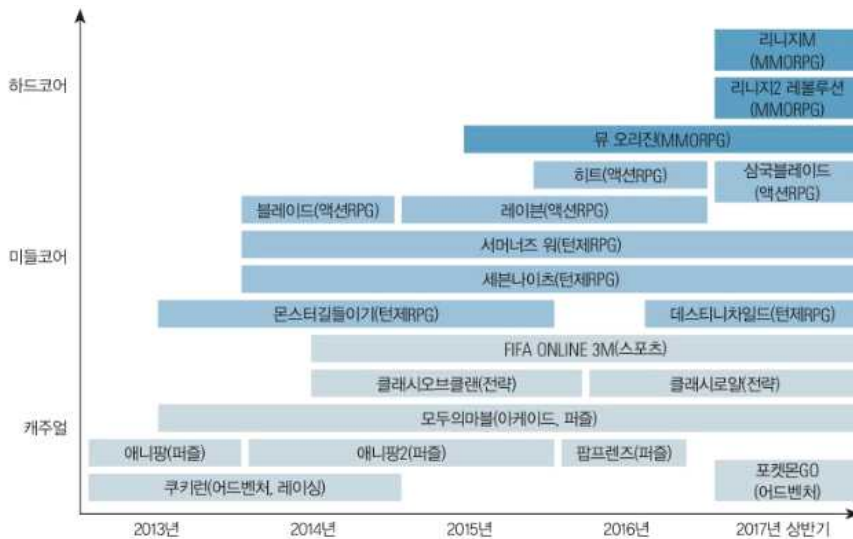 하드코어
리니지M
(MMORPG)
리니지2 레볼루션
(MMORPG)
뮤 오리진(MMORPG)
히트(액션RPG)
삼국블레이드
(액션RPG)
블레이드(액션RPG)
레이븐(액션RPG)
미들코어
서머너즈 워(턴제RPG)
세븐나이츠(턴제RPG)
몬스터길들이기(턴제RPG)
데스티니차일드(턴제RPG)
FIFA ONLINE 3M(스포츠)
클래시오브클랜(전략)
클래시로얄(전략)
캐주얼
모두의마블(아케이드, 퍼즐)
애니팡(퍼즐)
애니팡2(퍼즐)
팝프렌즈(퍼즐)
포켓몬GO
(어드벤처)
쿠키런(어드벤처, 레이싱)
2013년
2014년
2015년
2016년
2017년 상반기